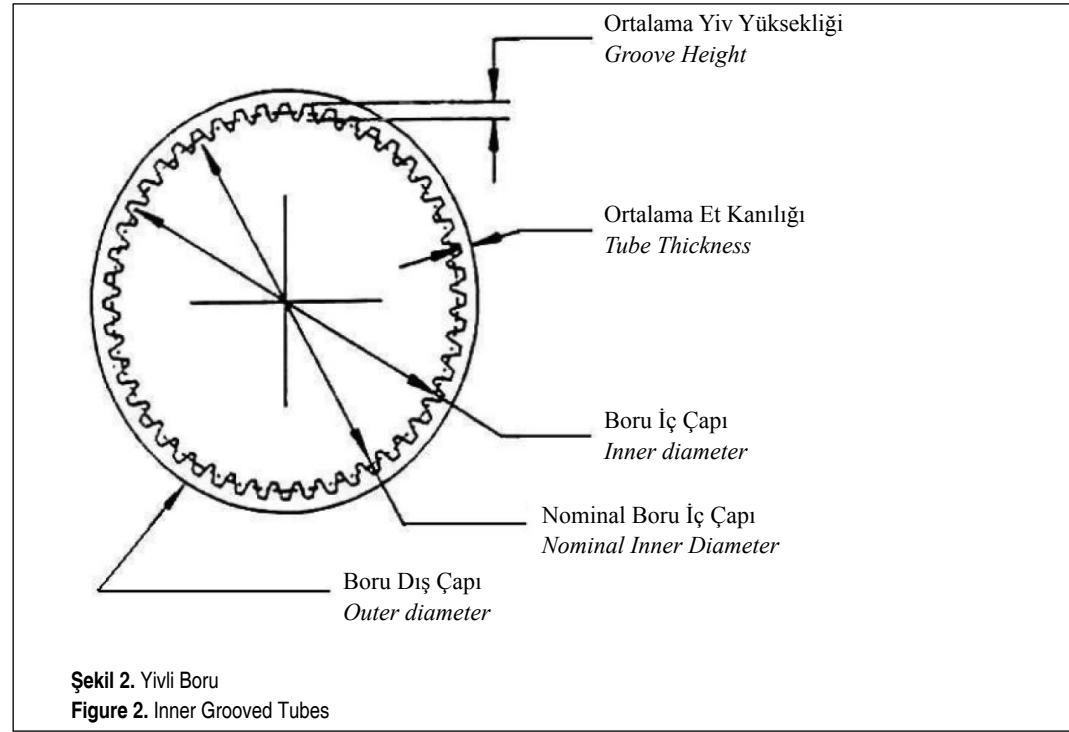 Ortalama Yiv Yüksekliği
Groove Height
Ortalama Et Kanılığı
Tube Thickness
Boru İç Çapı
Inner diameter
Nominal Boru İç Çapı
Nominal Inner Diameter
Boru Dış Çapı
Outer diameter
Şekil 2. Yivli Boru
Figure 2. Inner Grooved Tubes